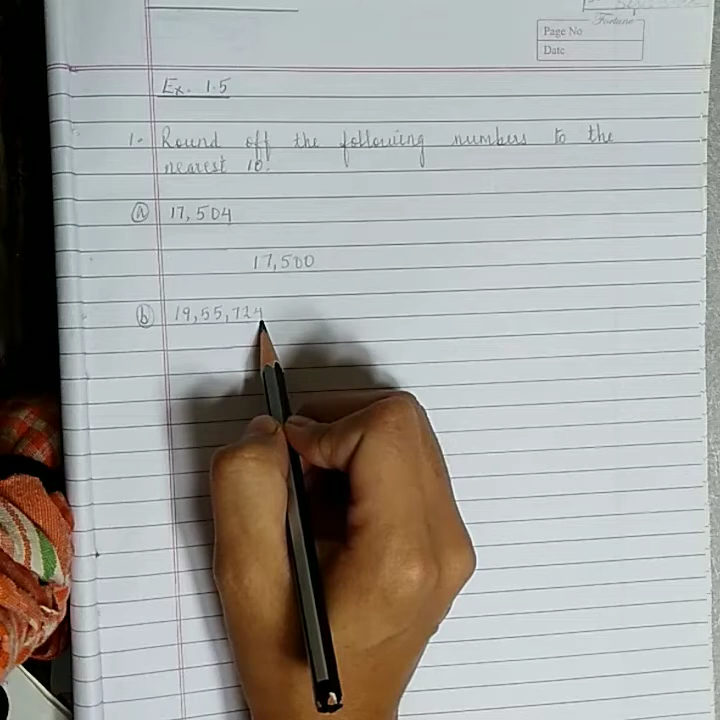 Fortune
Page No
Date
Ex. 1.5
1. Round off the following numbers to the
nearest 10.
a 17,504
17,500
b 19,55,724